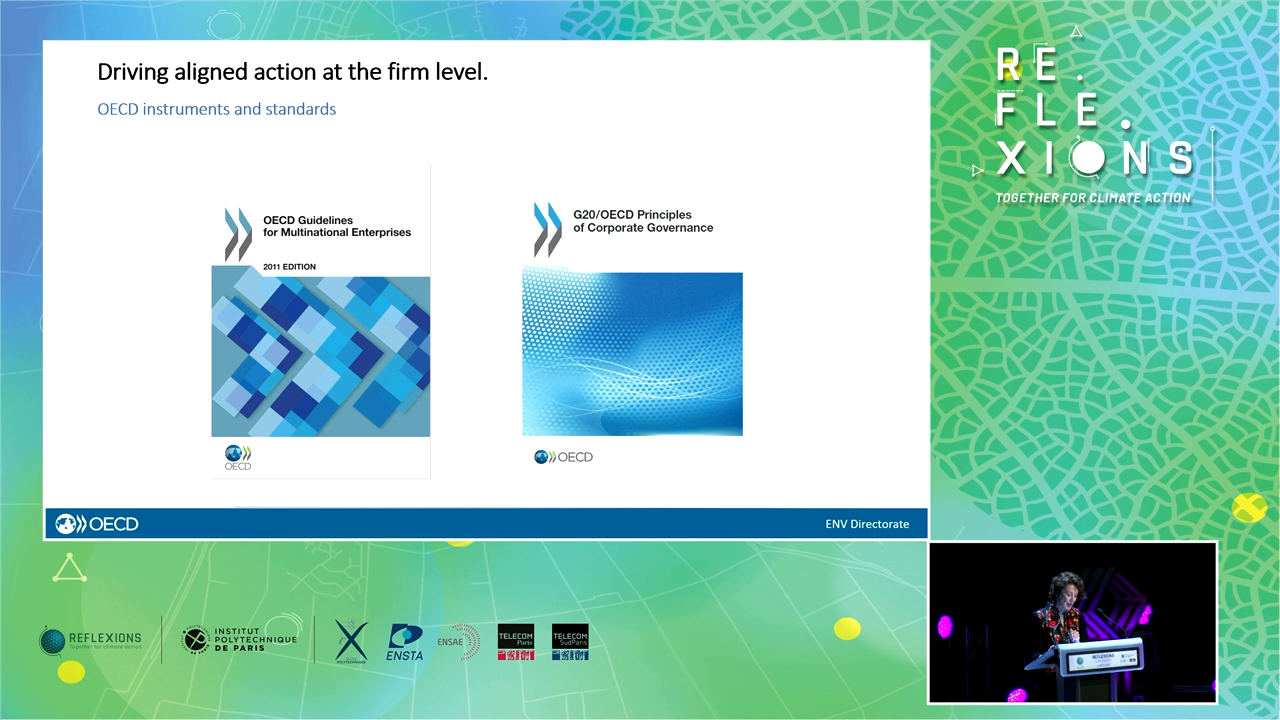 Driving aligned action at the firm level.
OECD instruments and standards
OECD Guidelines
for Multinational Enterprises
2011 EDITION
OECD
G20/OECD Principles
of Corporate Governance
OECD
OECD
ENV Directorate
RE.
FLE.
XIONS
TOGETHER FOR CLIMATE ACTION
REFLEXIONS
Together for climate action
INSTITUT
POLYTECHNIQUE
DE PARIS
ENSTA
ENSAE
TELECOM
Paris
TELECOM
SudParis
REFLEXIONS